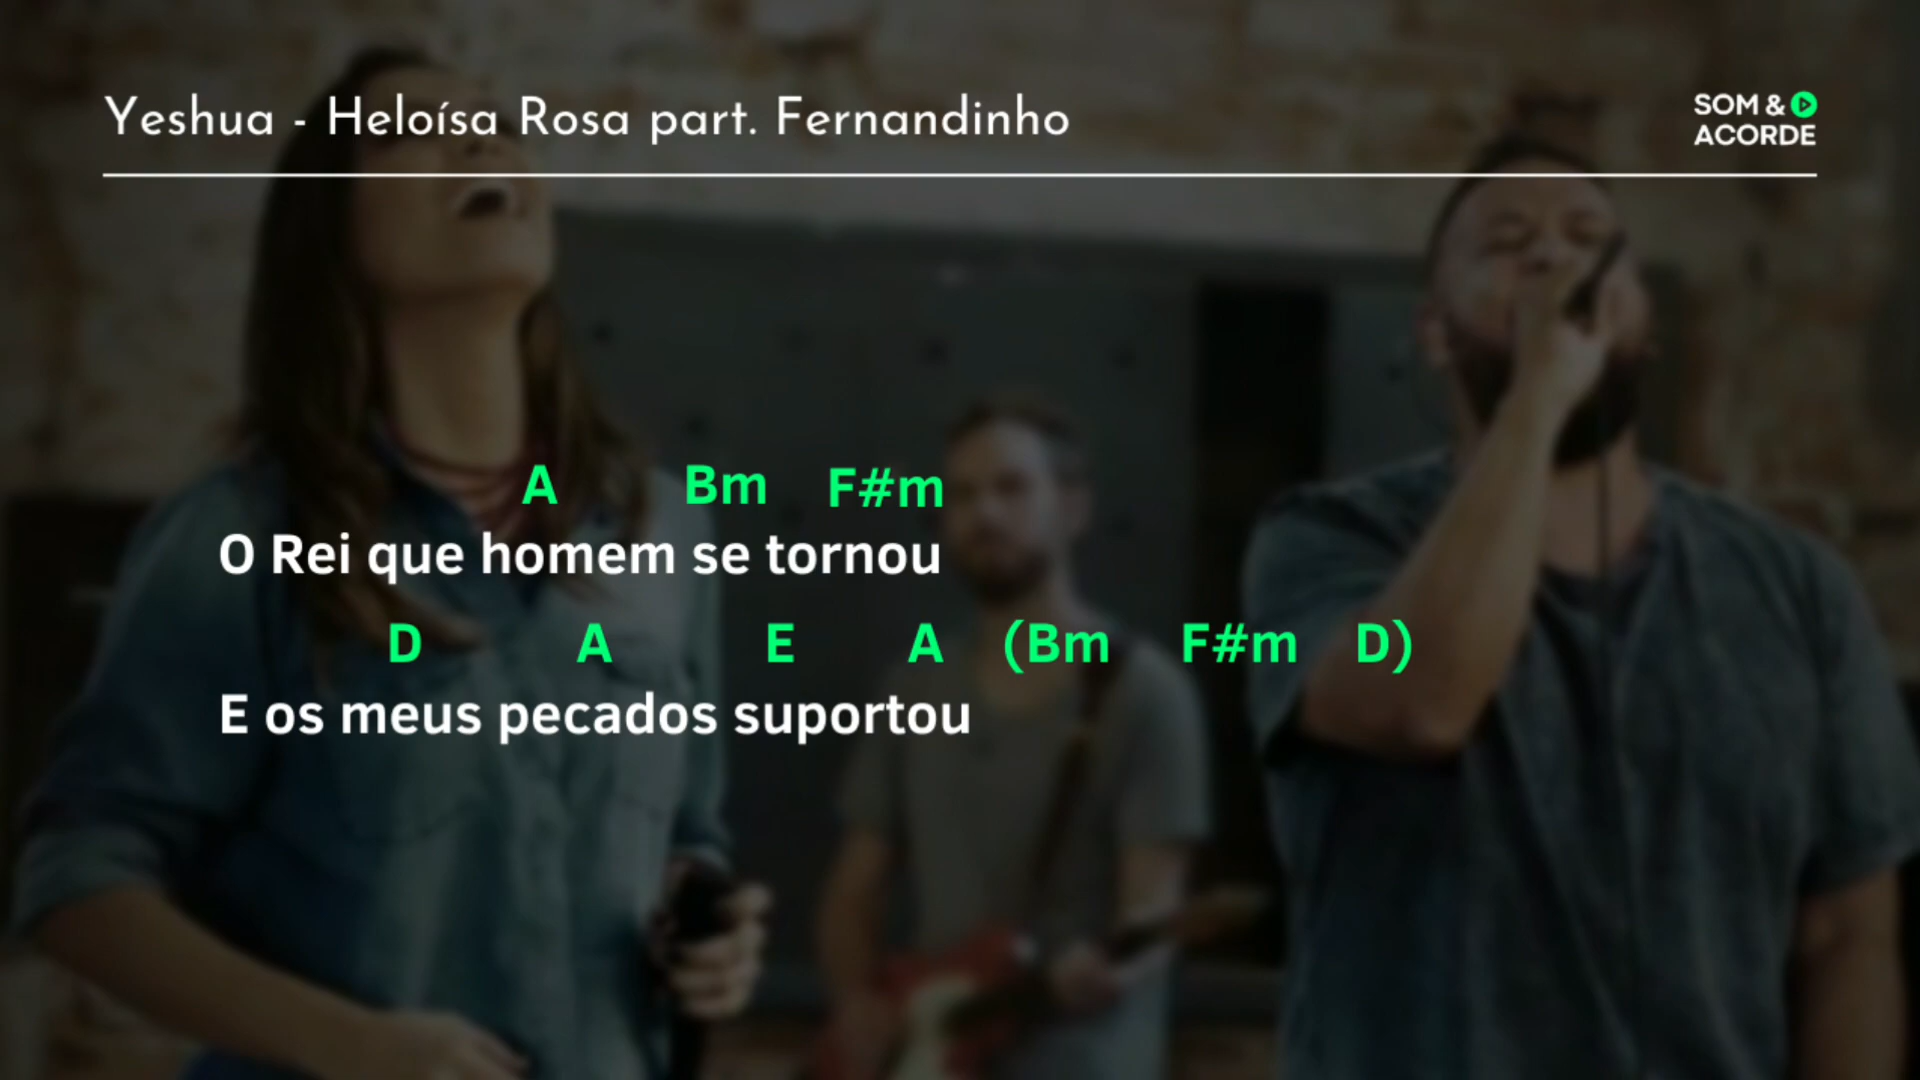 Yeshua - Heloísa Rosa part. Fernandinho
SOM &
ACORDE
A Bm F#m
O Rei que homem se tornou
D A E A (Bm F#m D)
E os meus pecados suportou